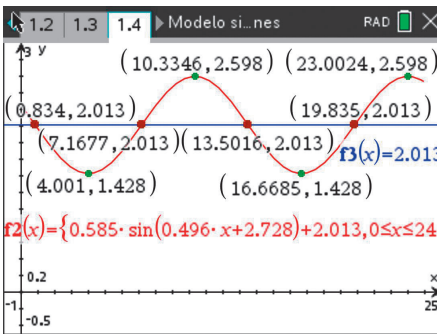 1.2 1.3 1.4 Modelo si...nes RAD
3 y
(10.3346,2.598) (23.0024,2.598)
(0.834,2.013) (19.835,2.013)
(7.1677,2.013) (13.5016,2.013) f3(x)=2.013
(4.001,1.428) (16.6685,1.428)
f2(x)={0.585·sin(0.496·x+2.728)+2.013,0≤x≤24
0.2 x
-1 25
-0.5